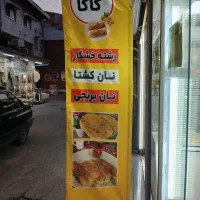 کاکا
رشته خشکار
نان کشتا
نان برنجی